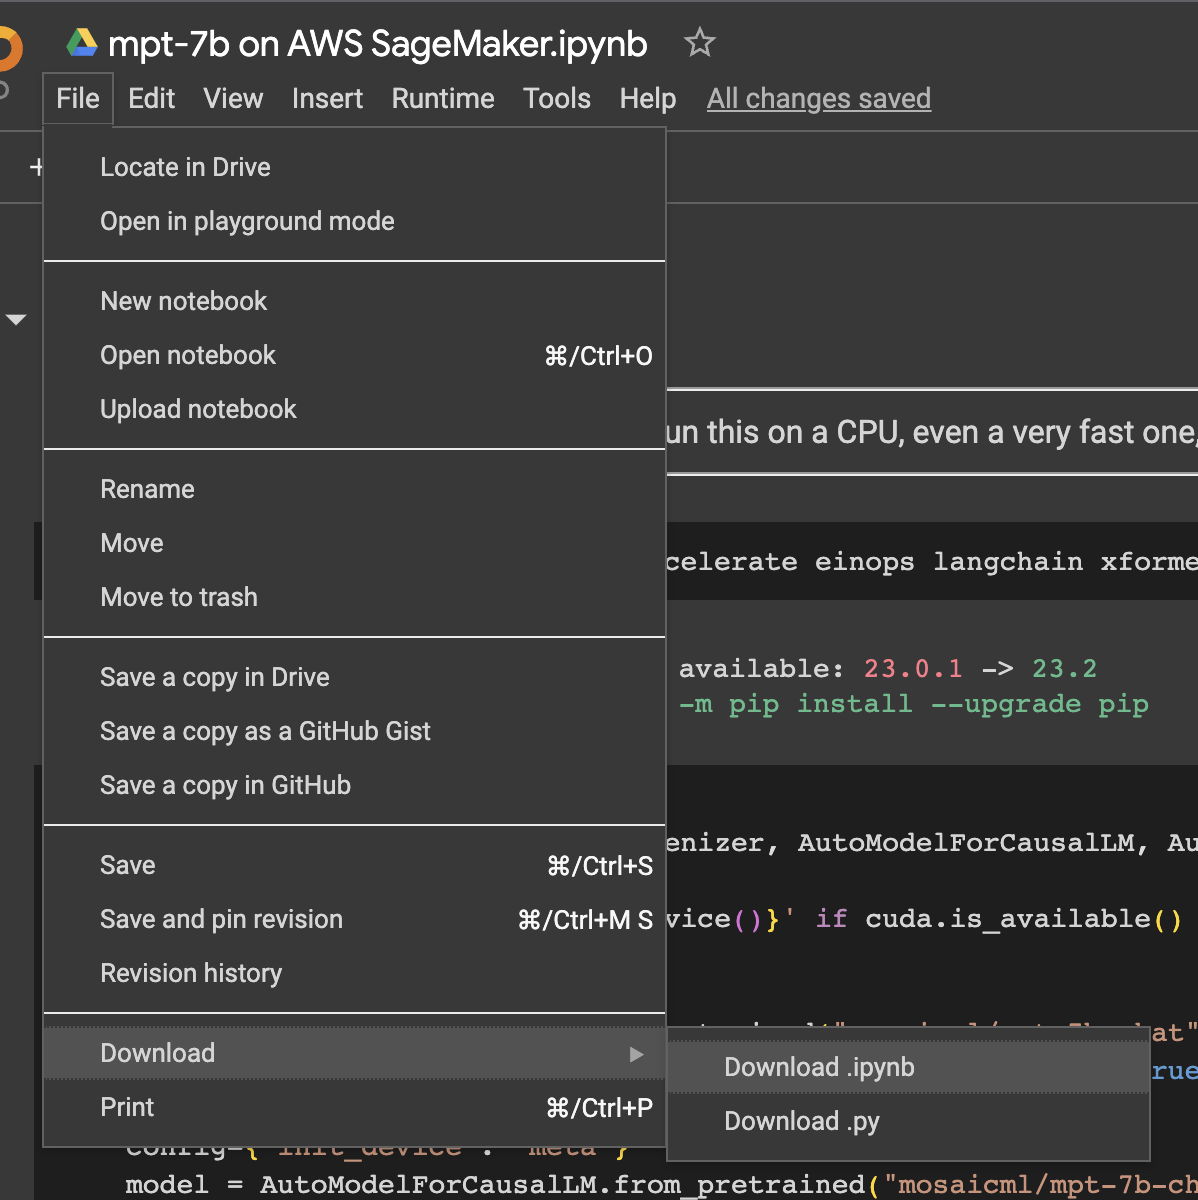 mpt-7b on AWS SageMaker.ipynb
File Edit View Insert Runtime Tools Help All changes saved
+
Locate in Drive
Open in playground mode
New notebook
Open notebook ⌘/Ctrl+O
Upload notebook
un this on a CPU, even a very fast one,
Rename
Move
celerate einops langchain xforme
Move to trash
available: 23.0.1 -> 23.2
Save a copy in Drive
-m pip install --upgrade pip
Save a copy as a GitHub Gist
Save a copy in GitHub
enizer, AutoModelForCausalLM, Au
Save ⌘/Ctrl+S
Save and pin revision ⌘/Ctrl+M S
vice()}' if cuda.is_available()
Revision history
at"
Download ▶
Download .ipynb
rue
Print ⌘/Ctrl+P
Download .py
config={"init_device": "meta"}
model = AutoModelForCausalLM.from_pretrained("mosaicml/mpt-7b-ch